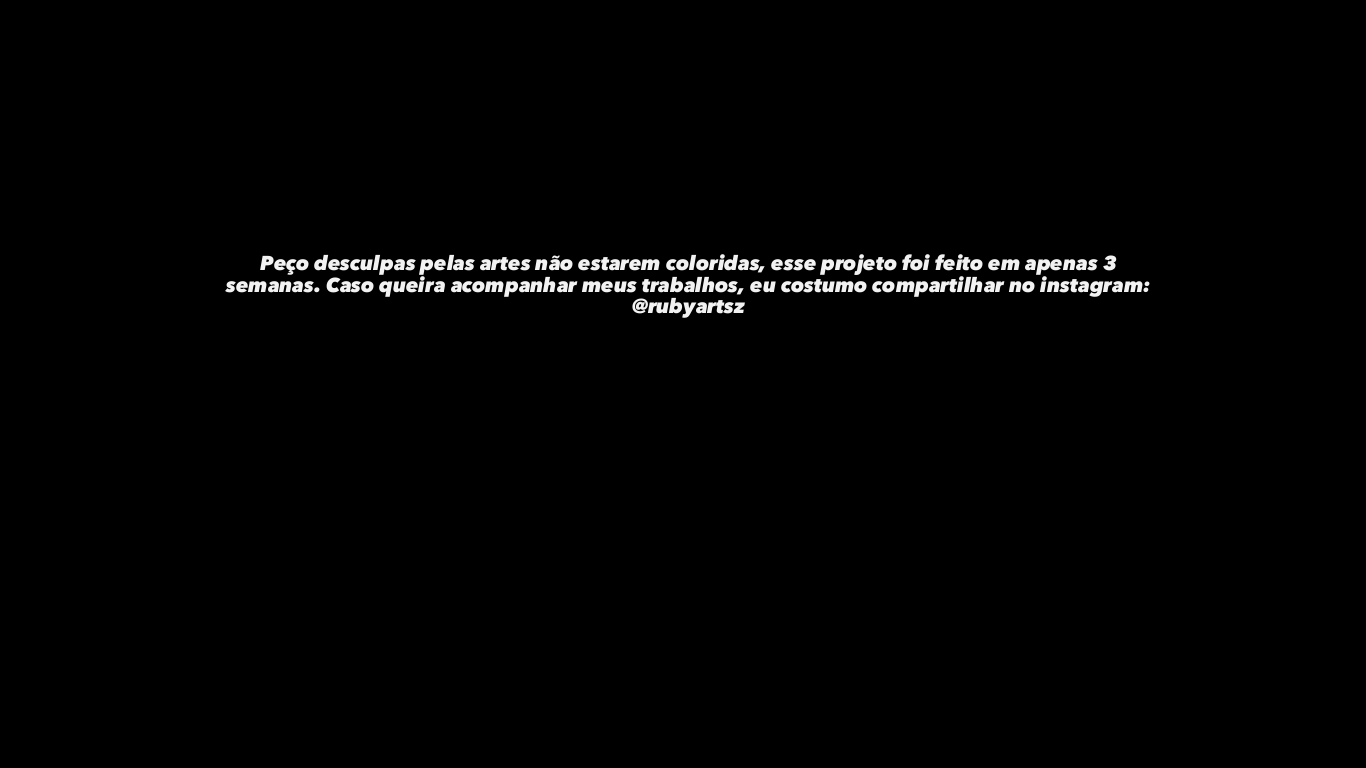 Peço desculpas pelas artes não estarem coloridas, esse projeto foi feito em apenas 3
semanas. Caso queira acompanhar meus trabalhos, eu costumo compartilhar no instagram:
@rubyartsz